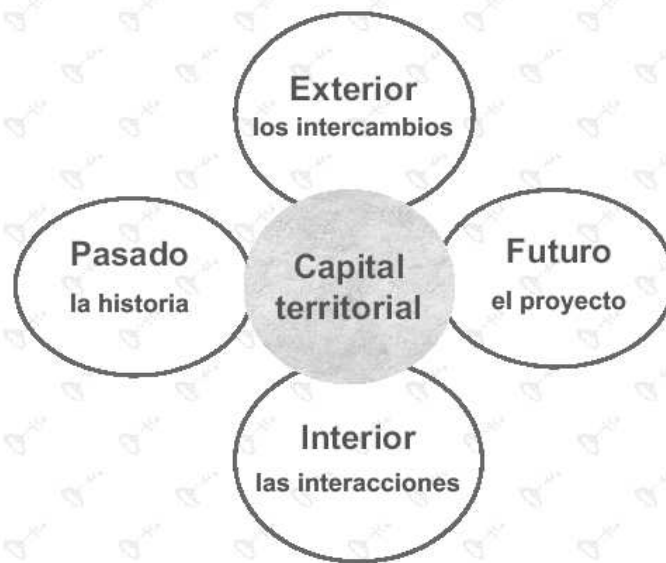 Exterior
los intercambios
Pasado
la historia
Capital
territorial
Futuro
el proyecto
Interior
las interacciones